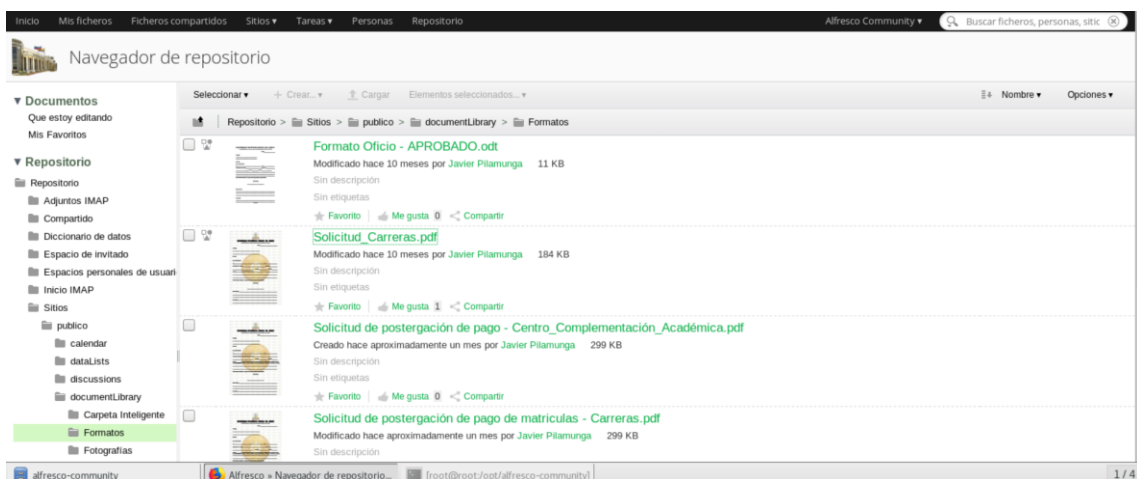 Inicio Mis ficheros Ficheros compartidos Sitios Tareas Personas Repositorio Alfresco Community Buscar ficheros, personas, sitic
Navegador de repositorio
Documentos
Que estoy editando
Mis Favoritos
Repositorio
Repositorio
Adjuntos IMAP
Compartido
Diccionario de datos
Espacio de invitado
Espacios personales de usuari
Inicio IMAP
Sitios
publico
calendar
dataLists
discussions
documentLibrary
Carpeta Inteligente
Formatos
Fotografías
Seleccionar + Crear... Cargar Elementos seleccionados... Nombre Opciones
Repositorio > Sitios > publico > documentLibrary > Formatos
Formato Oficio - APROBADO.odt
Modificado hace 10 meses por Javier Pilamunga 11 KB
Sin descripción
Sin etiquetas
Favorito Me gusta 0 Compartir
Solicitud_Carreras.pdf
Modificado hace 10 meses por Javier Pilamunga 184 KB
Sin descripción
Sin etiquetas
Favorito Me gusta 1 Compartir
Solicitud de postergación de pago - Centro_Complementación_Académica.pdf
Creado hace aproximadamente un mes por Javier Pilamunga 299 KB
Sin descripción
Sin etiquetas
Favorito Me gusta 0 Compartir
Solicitud de postergación de pago de matriculas - Carreras.pdf
Modificado hace aproximadamente un mes por Javier Pilamunga 299 KB
Sin descripción
alfresco-community Alfresco » Navegador de repositorio... [root@root:/opt/alfresco-community] 1 / 4